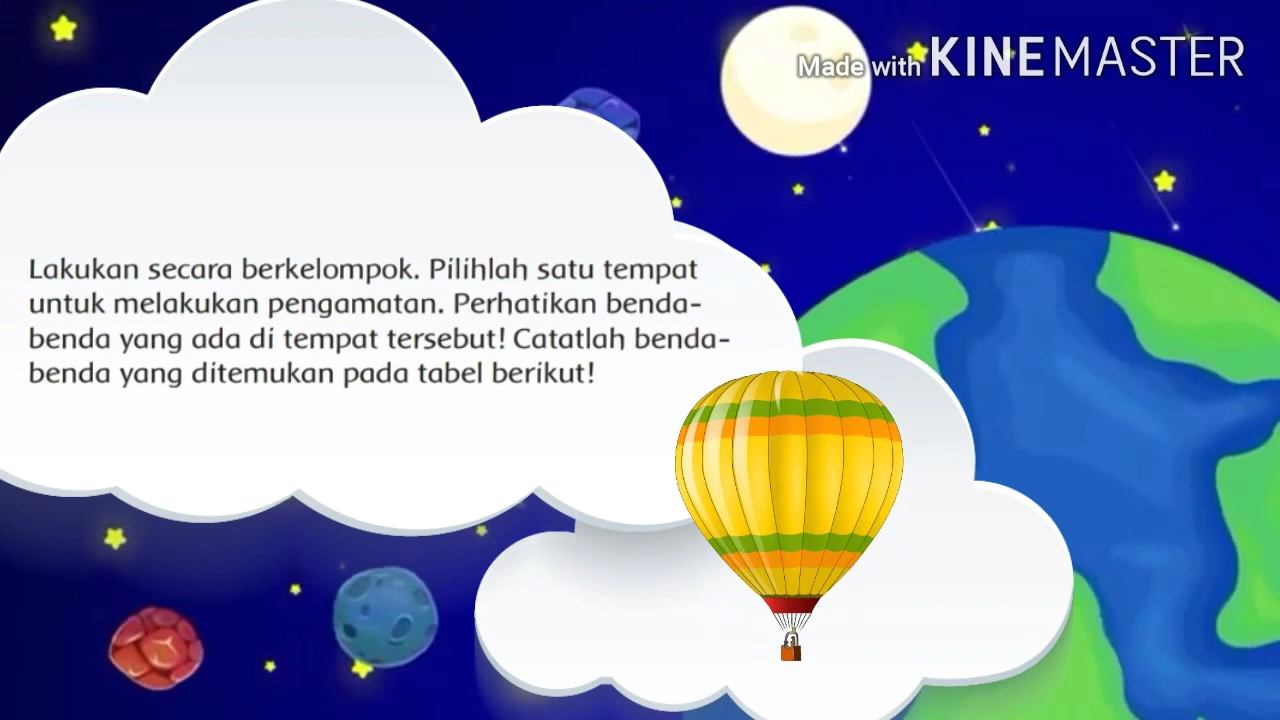 Made with KINEMASTER
Lakukan secara berkelompok. Pilihlah satu tempat
untuk melakukan pengamatan. Perhatikan benda-
benda yang ada di tempat tersebut! Catatlah benda-
benda yang ditemukan pada tabel berikut!